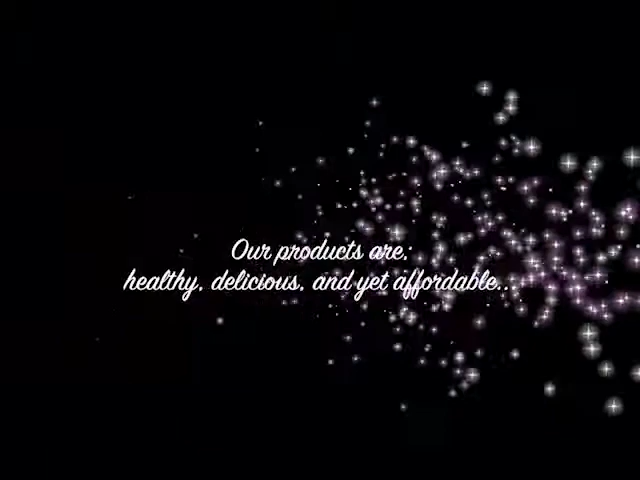 Our products are:
healthy, delicious, and yet affordable..